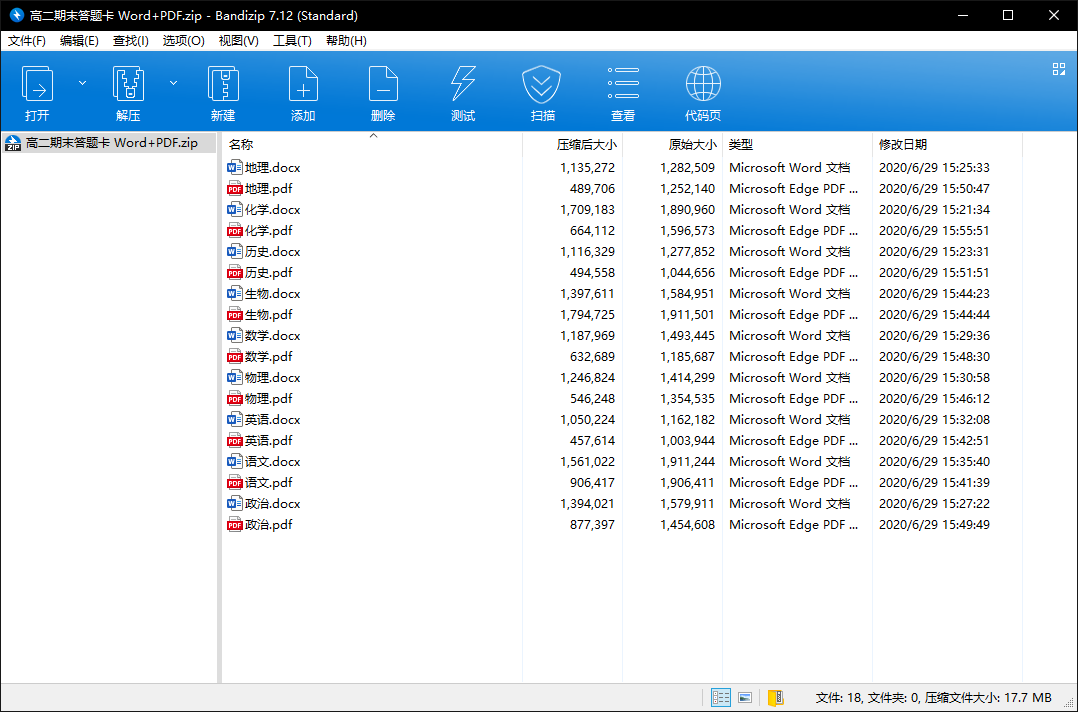 高二期末答题卡 Word+PDF.zip - Bandizip 7.12 (Standard)
文件(F) 编辑(E) 查找(I) 选项(O) 视图(V) 工具(T) 帮助(H)
打开 解压 新建 添加 删除 测试 扫描 查看 代码页
高二期末答题卡 Word+PDF.zip
名称 压缩后大小 原始大小 类型 修改日期
地理.docx 1,135,272 1,282,509 Microsoft Word 文档 2020/6/29 15:25:33
地理.pdf 489,706 1,252,140 Microsoft Edge PDF ... 2020/6/29 15:50:47
化学.docx 1,709,183 1,890,960 Microsoft Word 文档 2020/6/29 15:21:34
化学.pdf 664,112 1,596,573 Microsoft Edge PDF ... 2020/6/29 15:55:51
历史.docx 1,116,329 1,277,852 Microsoft Word 文档 2020/6/29 15:23:31
历史.pdf 494,558 1,044,656 Microsoft Edge PDF ... 2020/6/29 15:51:51
生物.docx 1,397,611 1,584,951 Microsoft Word 文档 2020/6/29 15:44:23
生物.pdf 1,794,725 1,911,501 Microsoft Edge PDF ... 2020/6/29 15:44:44
数学.docx 1,187,969 1,493,445 Microsoft Word 文档 2020/6/29 15:29:36
数学.pdf 632,689 1,185,687 Microsoft Edge PDF ... 2020/6/29 15:48:30
物理.docx 1,246,824 1,414,299 Microsoft Word 文档 2020/6/29 15:30:58
物理.pdf 546,248 1,354,535 Microsoft Edge PDF ... 2020/6/29 15:46:12
英语.docx 1,050,224 1,162,182 Microsoft Word 文档 2020/6/29 15:32:08
英语.pdf 457,614 1,003,944 Microsoft Edge PDF ... 2020/6/29 15:42:51
语文.docx 1,561,022 1,911,244 Microsoft Word 文档 2020/6/29 15:35:40
语文.pdf 906,417 1,906,411 Microsoft Edge PDF ... 2020/6/29 15:41:39
政治.docx 1,394,021 1,579,911 Microsoft Word 文档 2020/6/29 15:27:22
政治.pdf 877,397 1,454,608 Microsoft Edge PDF ... 2020/6/29 15:49:49
文件: 18, 文件夹: 0, 压缩文件大小: 17.7 MB